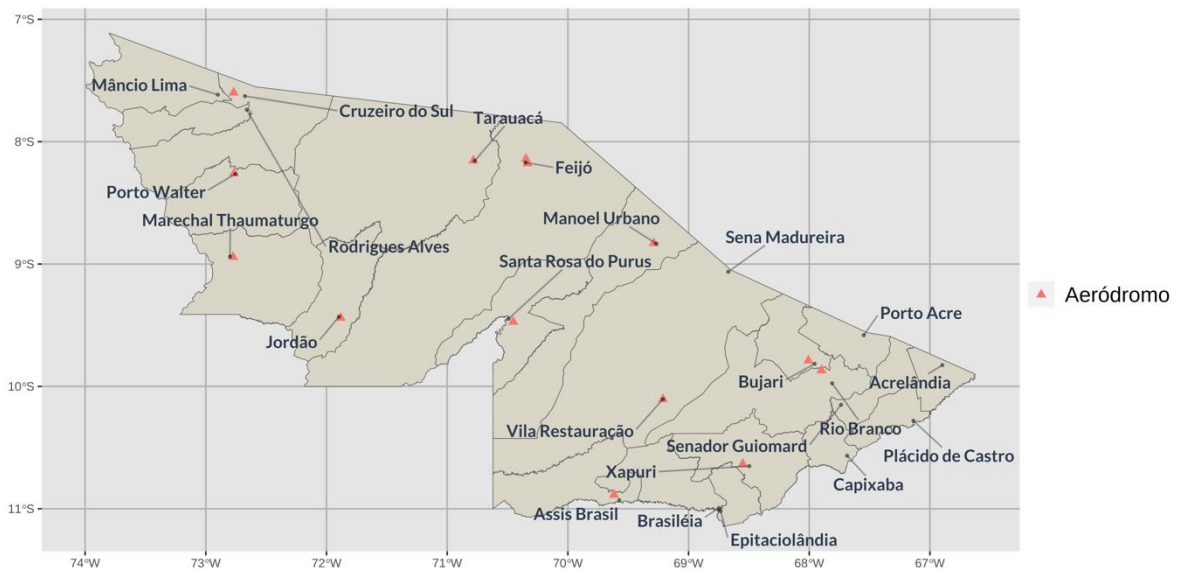 7°S
Mâncio Lima
Cruzeiro do Sul
Tarauacá
8°S
Feijó
Porto Walter
Marechal Thaumaturgo
Manoel Urbano
Rodrigues Alves
Sena Madureira
9°S
Santa Rosa do Purus
Aeródromo
Porto Acre
Jordão
Bujari
Acrelândia
10°S
Vila Restauração
Rio Branco
Senador Guiomard
Plácido de Castro
Xapuri
Capixaba
11°S
Assis Brasil
Brasiléia
Epitaciolândia
74°W 73°W 72°W 71°W 70°W 69°W 68°W 67°W